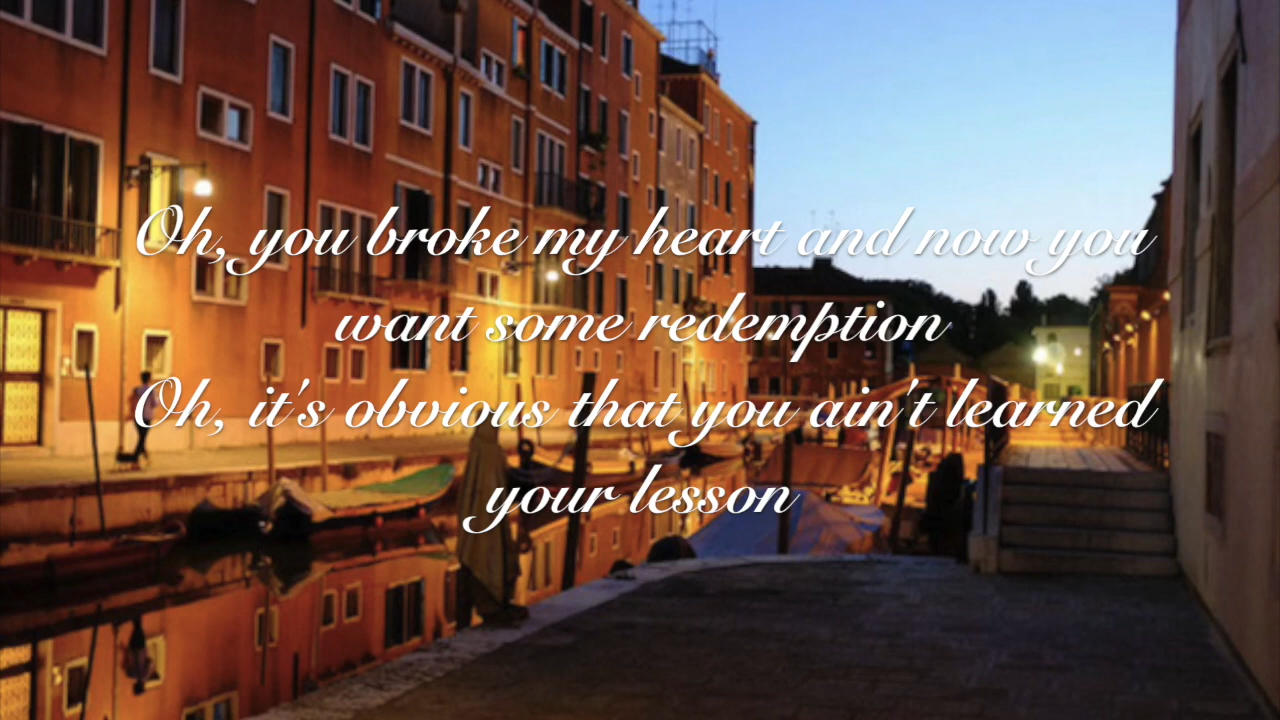 Oh, you broke my heart and now you
want some redemption
Oh, it's obvious that you ain't learned
your lesson